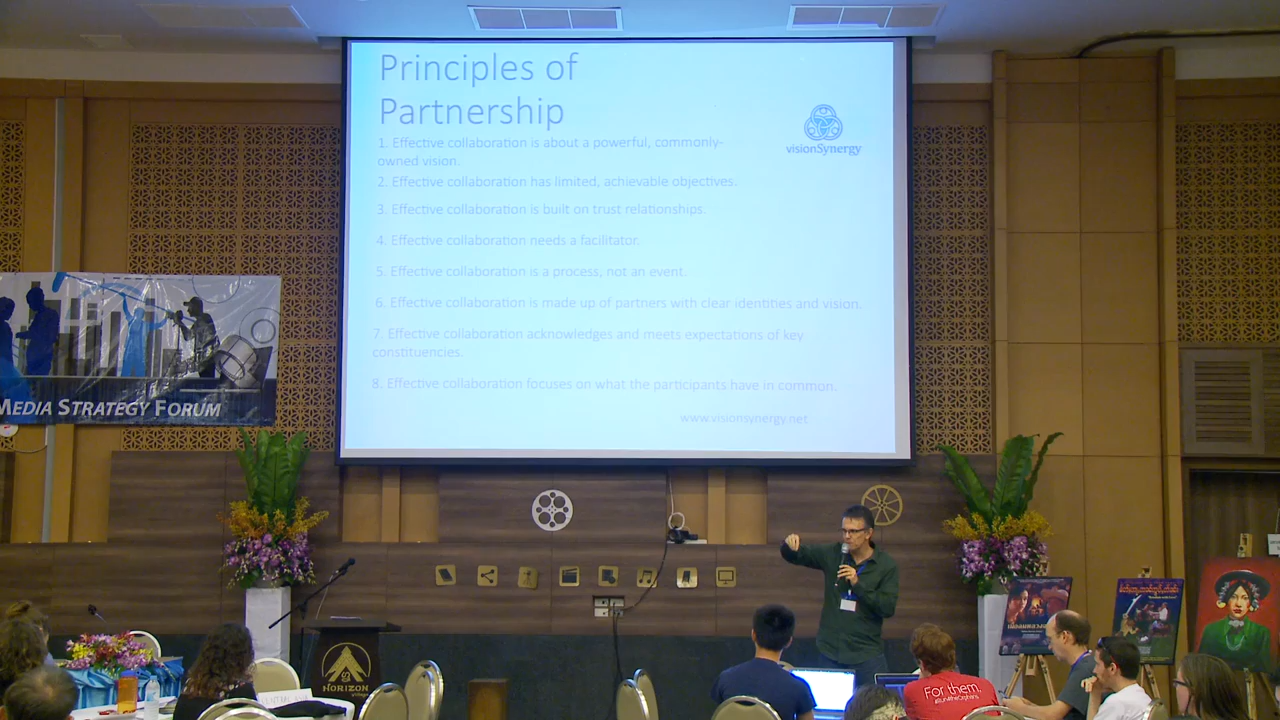 Principles of
Partnership
visionSynergy
1. Effective collaboration is about a powerful, commonly-
owned vision.
2. Effective collaboration has limited, achievable objectives.
3. Effective collaboration is built on trust relationships.
4. Effective collaboration needs a facilitator.
5. Effective collaboration is a process, not an event.
6. Effective collaboration is made up of partners with clear identities and vision.
7. Effective collaboration acknowledges and meets expectations of key
constituencies.
8. Effective collaboration focuses on what the participants have in common.
www.visionsynergy.net
MEDIA STRATEGY FORUM
HORIZON
For them.